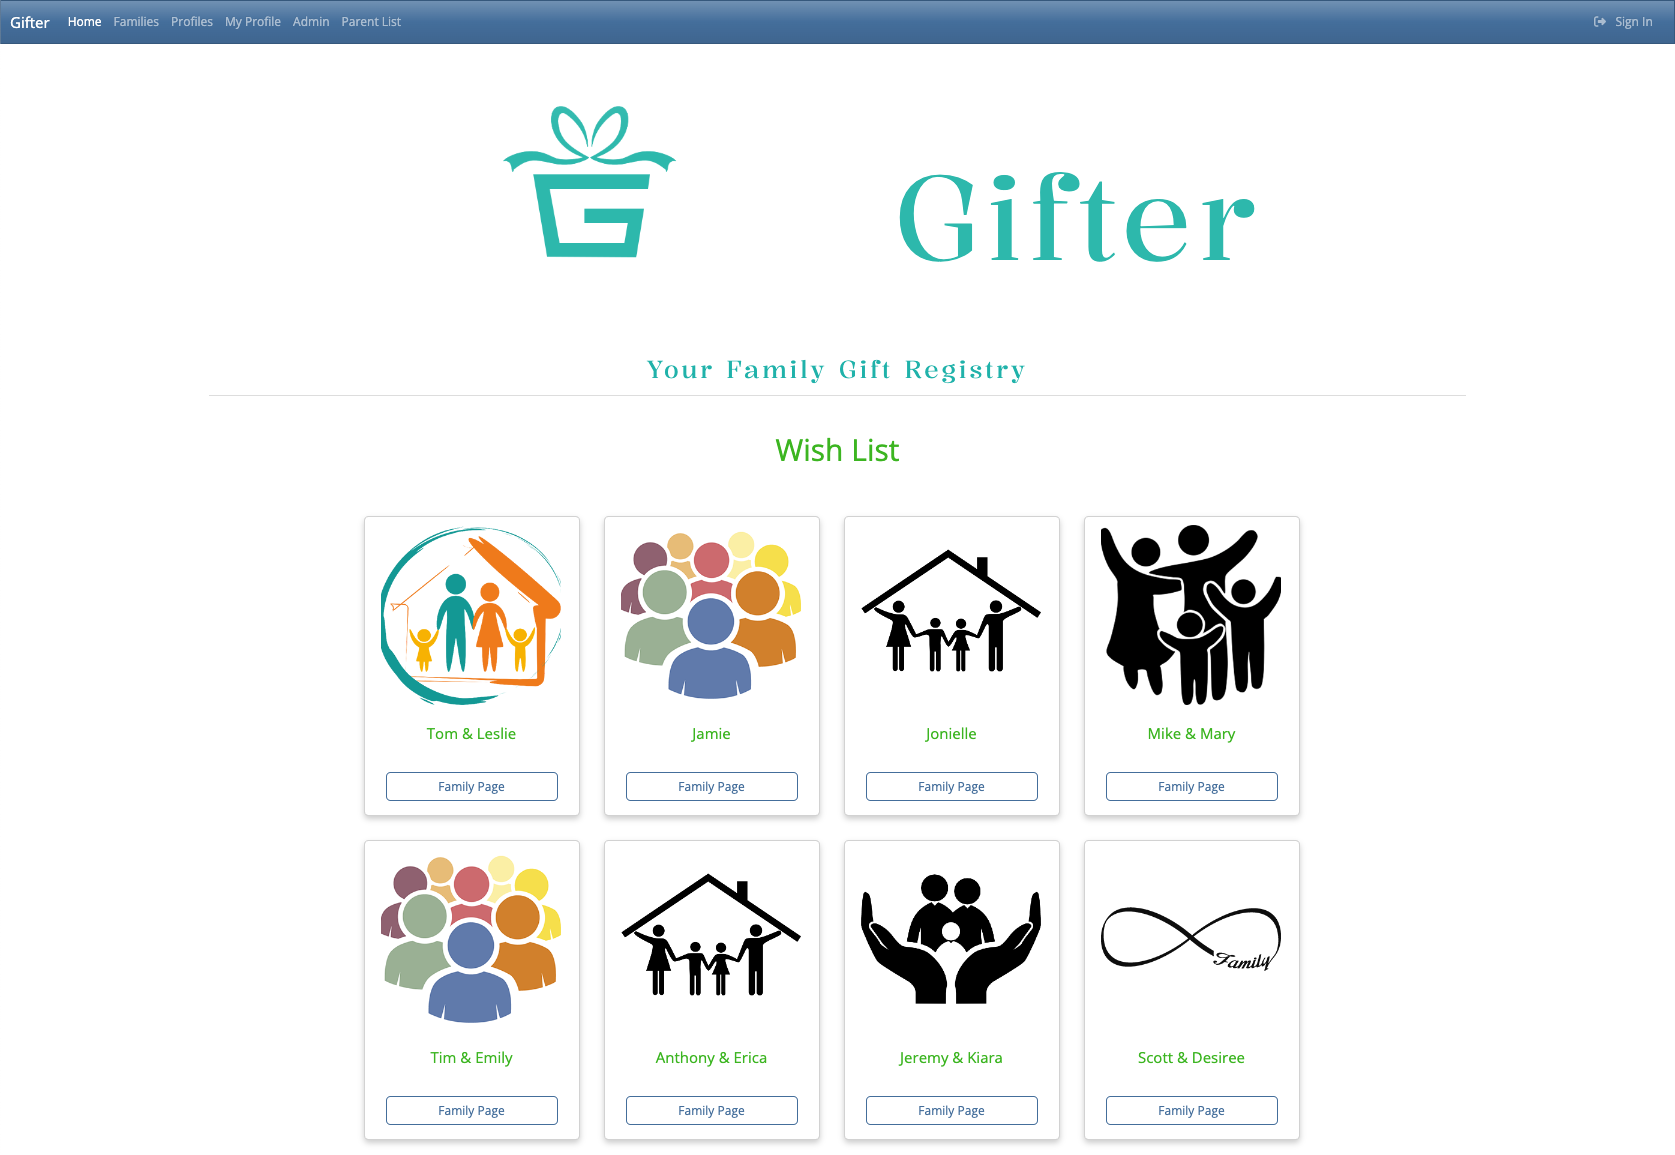 Gifter Home Families Profiles My Profile Admin Parent List Sign In
G
Gifter
Your Family Gift Registry
Wish List
Tom & Leslie
Family Page
Jamie
Family Page
Jonielle
Family Page
Mike & Mary
Family Page
Tim & Emily
Family Page
Anthony & Erica
Family Page
Jeremy & Kiara
Family Page
Family
Scott & Desiree
Family Page